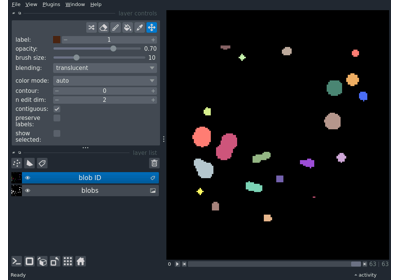 File View Plugins Window Help
layer controls
label: 1
opacity: 0.70
brush size: 10
blending: translucent
color mode: auto
contour: 0
n edit dim: 2
contiguous:
preserve
labels:
show
selected:
layer list
blob ID
blobs
63 63
Ready
activity